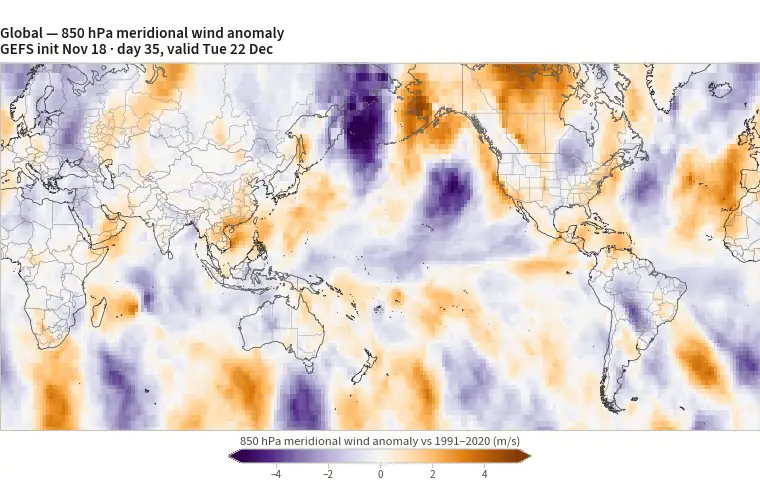 Global — 850 hPa meridional wind anomaly
GEFS init Nov 18 · day 35, valid Tue 22 Dec
850 hPa meridional wind anomaly vs 1991–2020 (m/s)
−4 −2 0 2 4